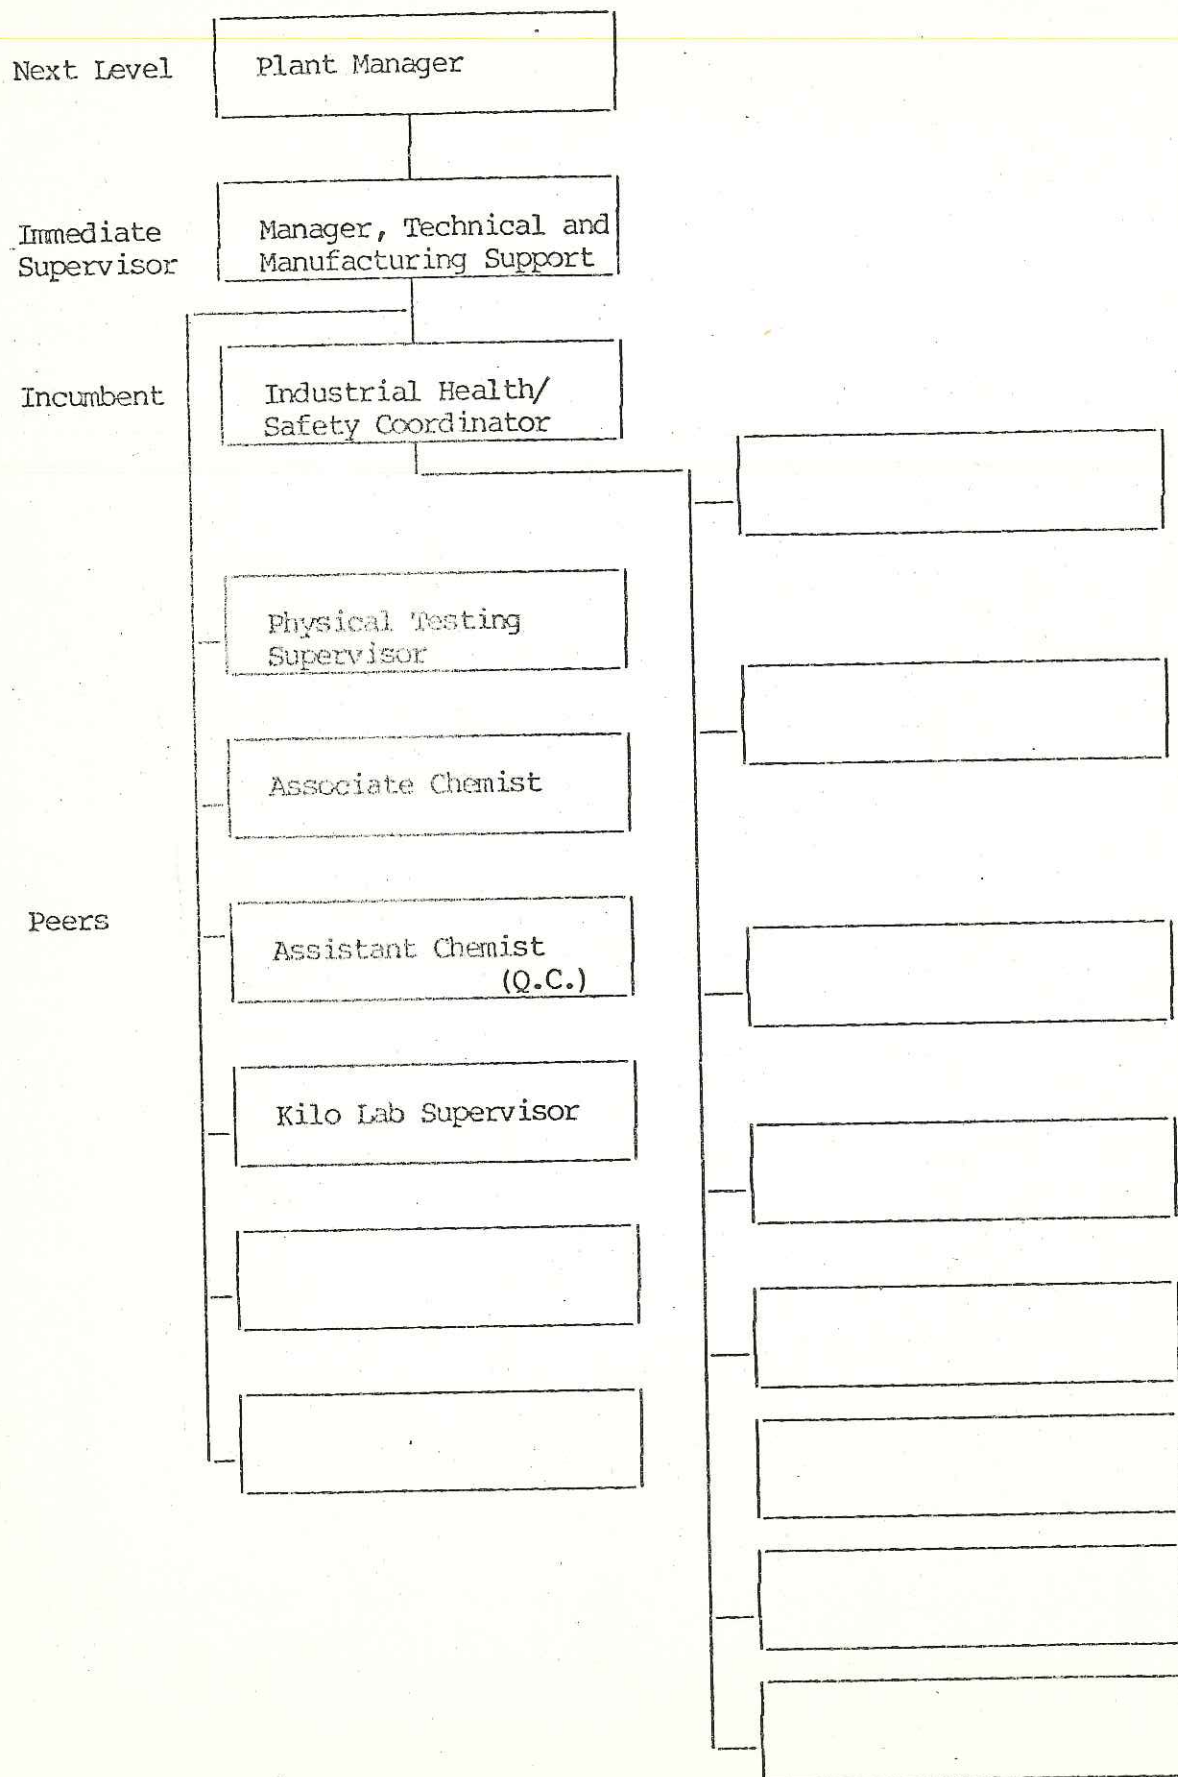 Next Level
Plant Manager
Immediate
Supervisor
Manager, Technical and
Manufacturing Support
Incumbent
Industrial Health/
Safety Coordinator
Physical Testing
Supervisor
Associate Chemist
Peers
Assistant Chemist
(Q.C.)
Kilo Lab Supervisor